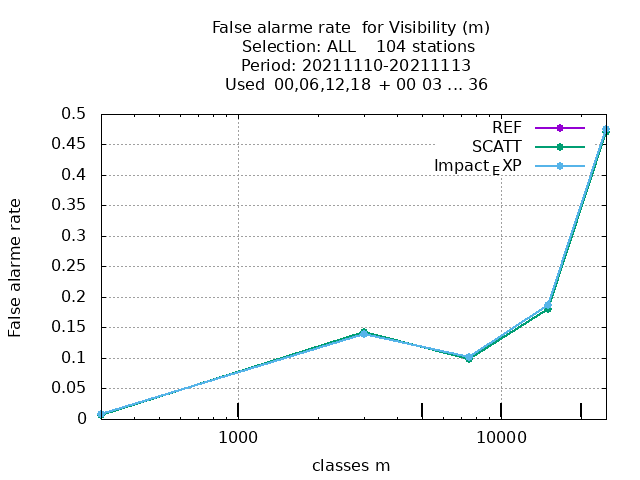 False alarme rate  for Visibility (m)
Selection: ALL    104 stations
Period: 20211110-20211113
Used  00,06,12,18  + 00 03 ... 36
0.5
0.45
0.4
0.35
0.3
0.25
0.2
0.15
0.1
0.05
0
False alarme rate
REF
SCATT
Impact_EXP
1000
10000
classes m